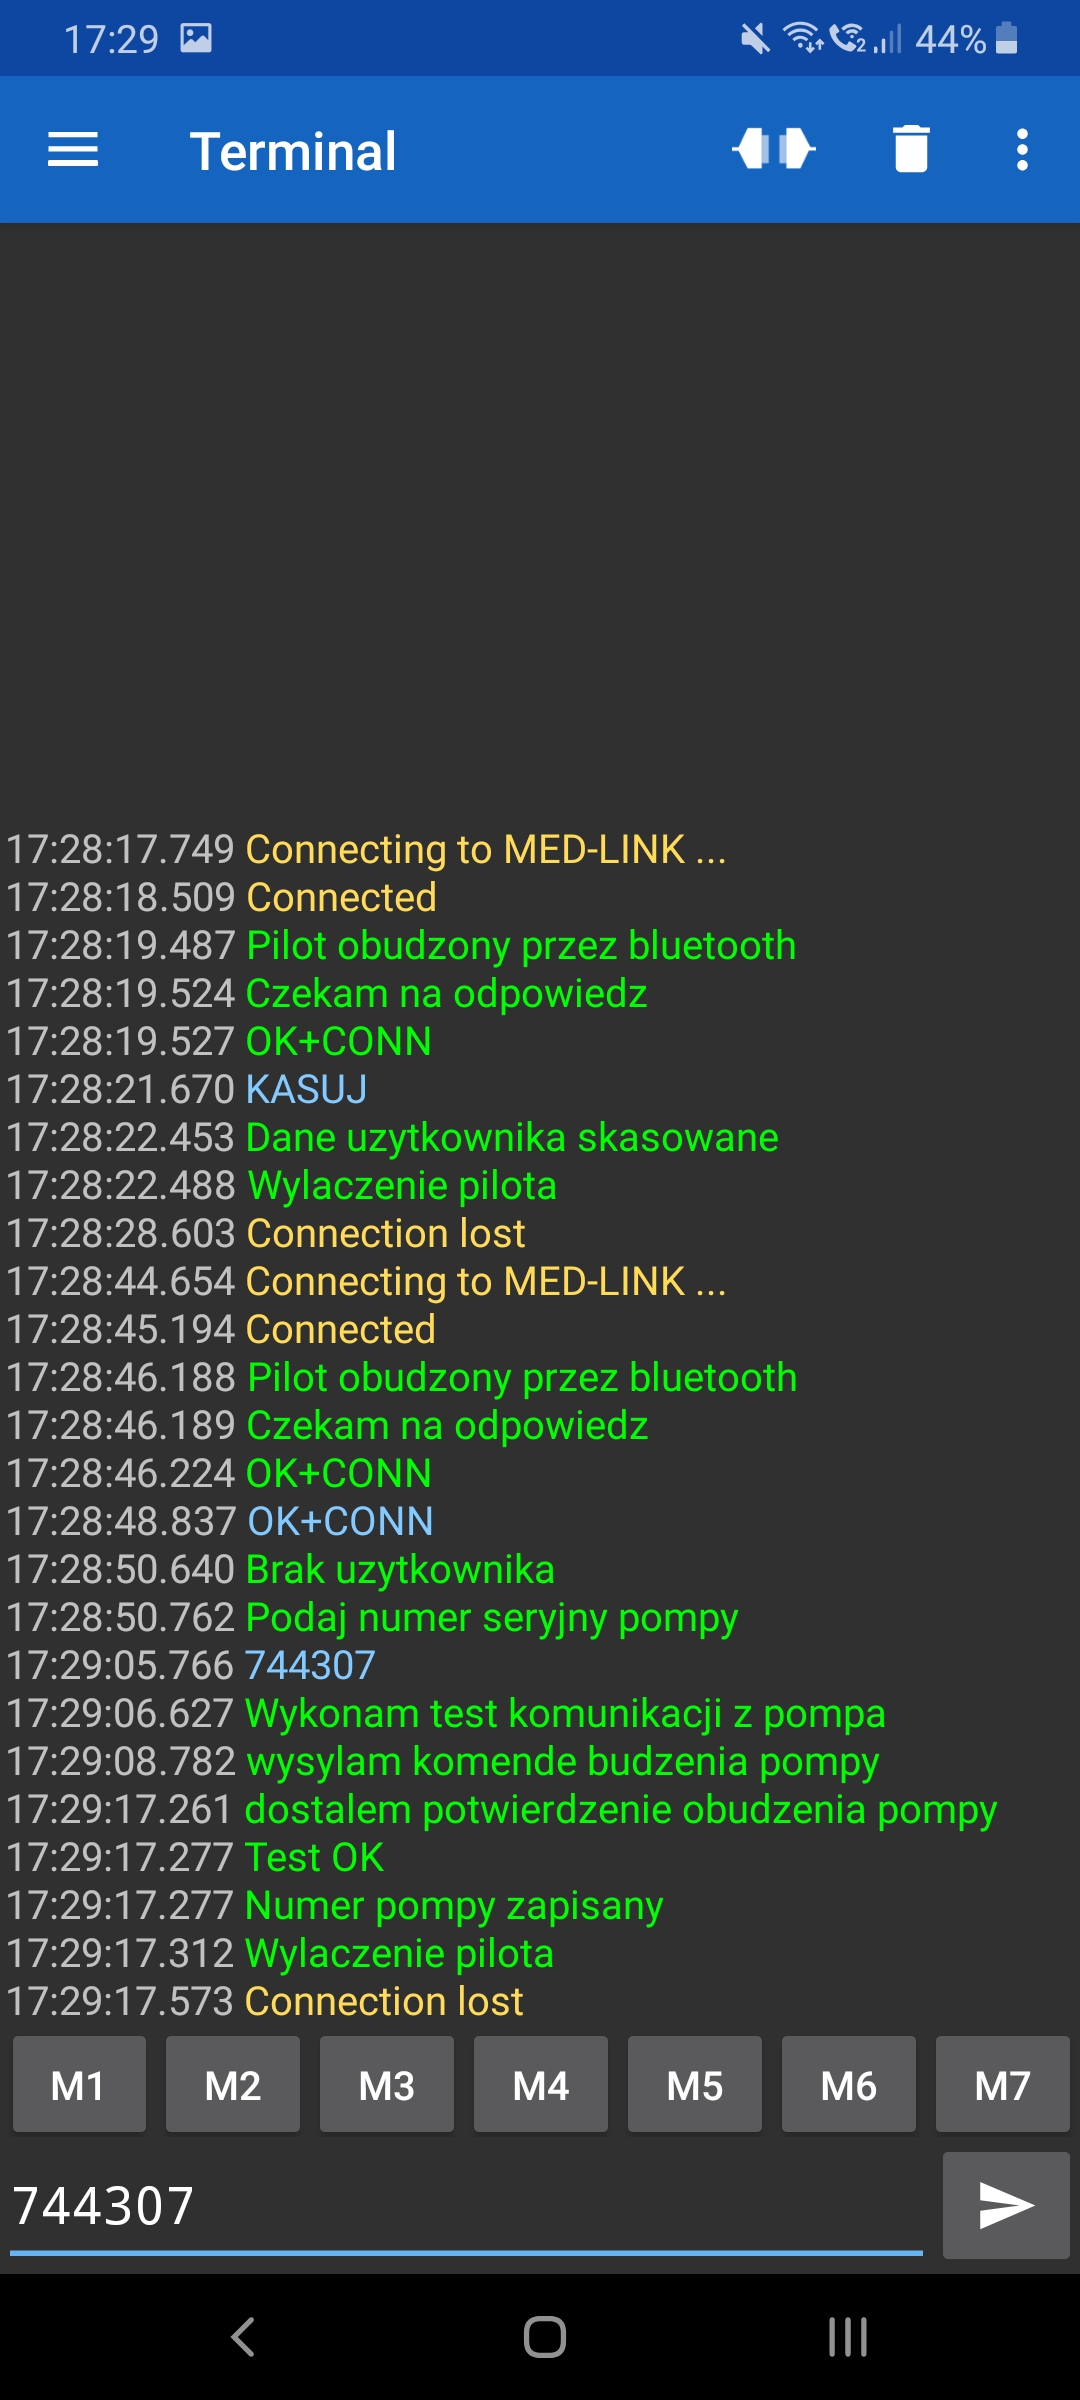 17:29 2 44%
Terminal
17:28:17.749 Connecting to MED-LINK ...
17:28:18.509 Connected
17:28:19.487 Pilot obudzony przez bluetooth
17:28:19.524 Czekam na odpowiedz
17:28:19.527 OK+CONN
17:28:21.670 KASUJ
17:28:22.453 Dane uzytkownika skasowane
17:28:22.488 Wylaczenie pilota
17:28:28.603 Connection lost
17:28:44.654 Connecting to MED-LINK ...
17:28:45.194 Connected
17:28:46.188 Pilot obudzony przez bluetooth
17:28:46.189 Czekam na odpowiedz
17:28:46.224 OK+CONN
17:28:48.837 OK+CONN
17:28:50.640 Brak uzytkownika
17:28:50.762 Podaj numer seryjny pompy
17:29:05.766 744307
17:29:06.627 Wykonam test komunikacji z pompa
17:29:08.782 wysylam komende budzenia pompy
17:29:17.261 dostalem potwierdzenie obudzenia pompy
17:29:17.277 Test OK
17:29:17.277 Numer pompy zapisany
17:29:17.312 Wylaczenie pilota
17:29:17.573 Connection lost
M1 M2 M3 M4 M5 M6 M7
744307